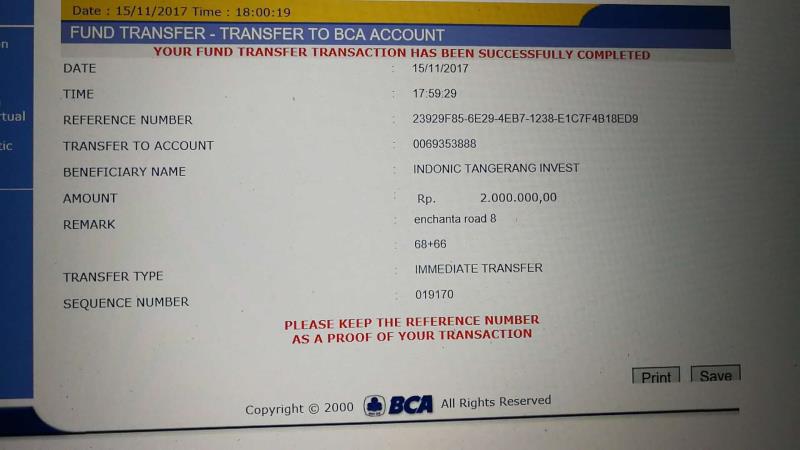 Date : 15/11/2017 Time : 18:00:19
FUND TRANSFER - TRANSFER TO BCA ACCOUNT
YOUR FUND TRANSFER TRANSACTION HAS BEEN SUCCESSFULLY COMPLETED
DATE : 15/11/2017
TIME : 17:59:29
REFERENCE NUMBER : 23929F85-6E29-4EB7-1238-E1C7F4B18ED9
TRANSFER TO ACCOUNT : 0069353888
BENEFICIARY NAME : INDONIC TANGERANG INVEST
AMOUNT : Rp. 2.000.000,00
REMARK : enchanta road 8
: 68+66
TRANSFER TYPE : IMMEDIATE TRANSFER
SEQUENCE NUMBER : 019170
PLEASE KEEP THE REFERENCE NUMBER
AS A PROOF OF YOUR TRANSACTION
Print Save
Copyright © 2000 BCA All Rights Reserved